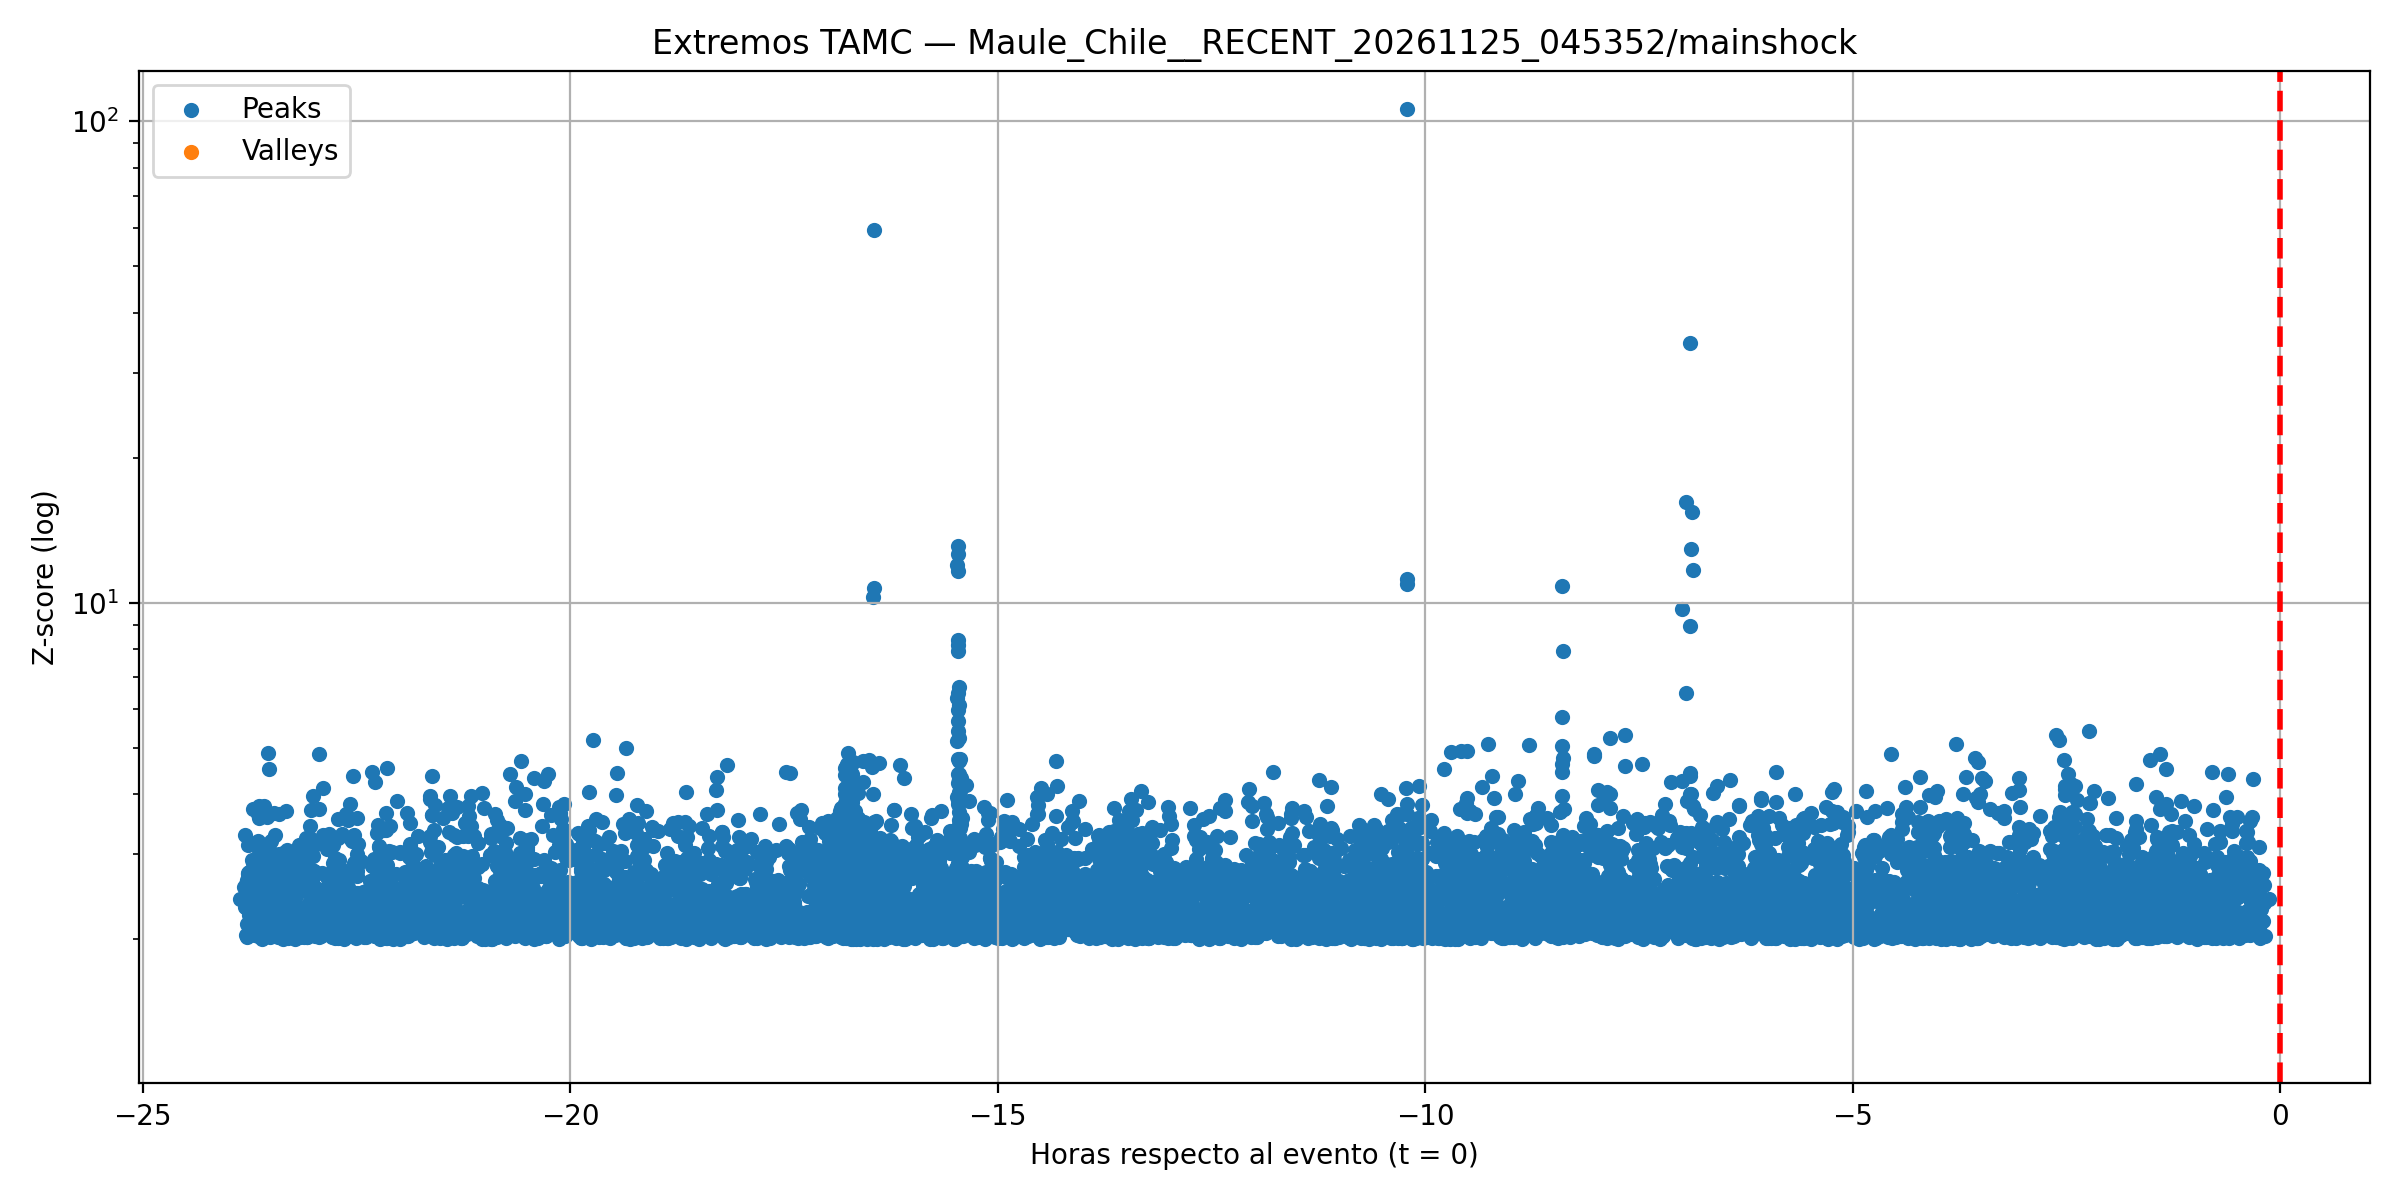 Extremos TAMC — Maule_Chile__RECENT_20261125_045352/mainshock
Peaks
Valleys
10²
10¹
Z-score (log)
−25
−20
−15
−10
−5
0
Horas respecto al evento (t = 0)